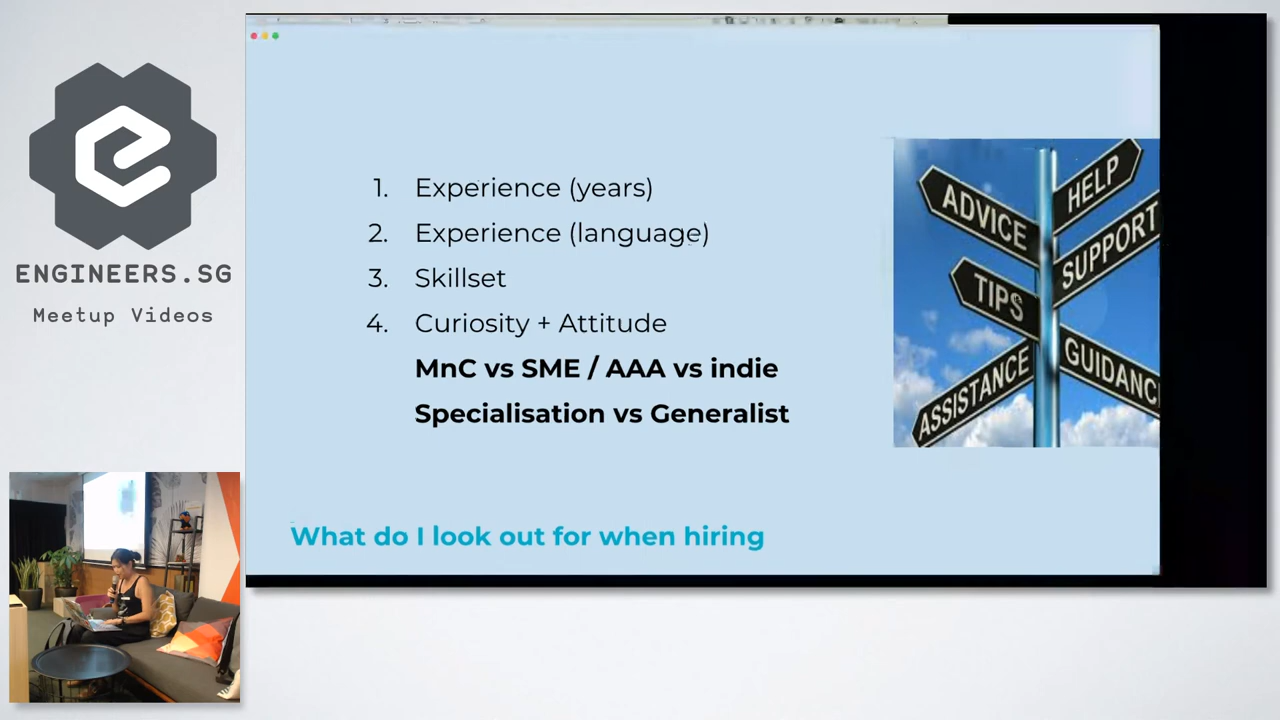 ENGINEERS.SG
Meetup Videos
1. Experience (years)
2. Experience (language)
3. Skillset
4. Curiosity + Attitude
MnC vs SME / AAA vs indie
Specialisation vs Generalist
What do I look out for when hiring
ADVICE
HELP
SUPPORT
TIPS
GUIDANC
ASSISTANCE